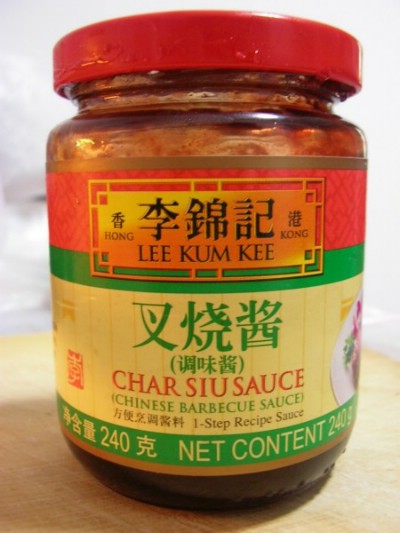 香 李錦記 港
HONG KONG
LEE KUM KEE
叉烧酱
(调味酱)
CHAR SIU SAUCE
(CHINESE BARBECUE SAUCE)
方便烹调酱料 1-Step Recipe Sauce
净含量 240 克 NET CONTENT 240 g